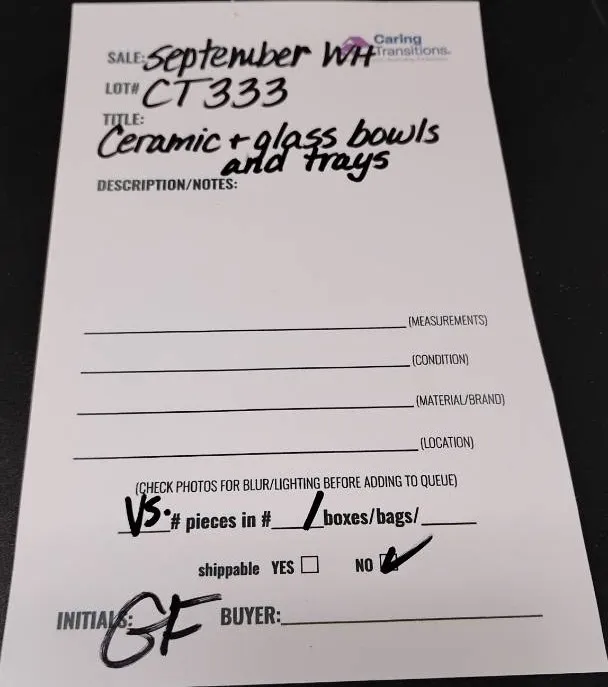 Caring
SALE: September WH Transitions.
LOT# CT333
TITLE:
Ceramic + glass bowls
and trays
DESCRIPTION/NOTES:
(MEASUREMENTS)
(CONDITION)
(MATERIAL/BRAND)
(LOCATION)
(CHECK PHOTOS FOR BLUR/LIGHTING BEFORE ADDING TO QUEUE)
VS. # pieces in # 1 boxes/bags/
shippable YES ☐ NO ☑
INITIALS: GF BUYER: